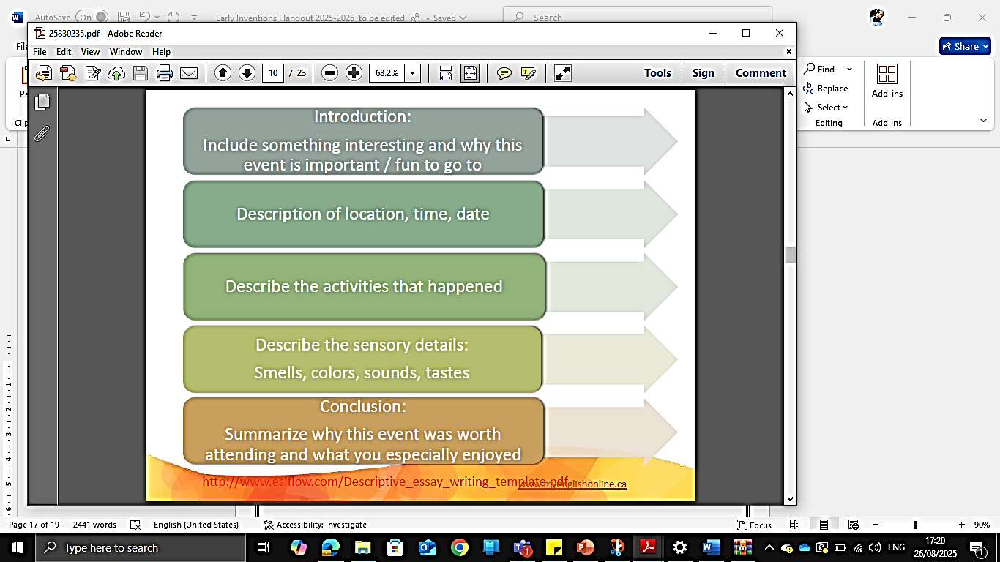 AutoSave On
Early Inventions Handout 2025-2026 to be edited • Saved
Search
25830235.pdf - Adobe Reader
File Edit View Window Help
Share
10 / 23
68.2%
Tools Sign Comment
Find
Replace
Select
Editing
Add-ins
Add-ins
Introduction:
Include something interesting and why this
event is important / fun to go to
Description of location, time, date
Describe the activities that happened
Describe the sensory details:
Smells, colors, sounds, tastes
Conclusion:
Summarize why this event was worth
attending and what you especially enjoyed
http://www.eslflow.com/Descriptive_essay_writing_template.pdf
www.myenglishonline.ca
Page 17 of 19 2441 words English (United States) Accessibility: Investigate Focus 90%
Type here to search
ENG
17:20
26/08/2025